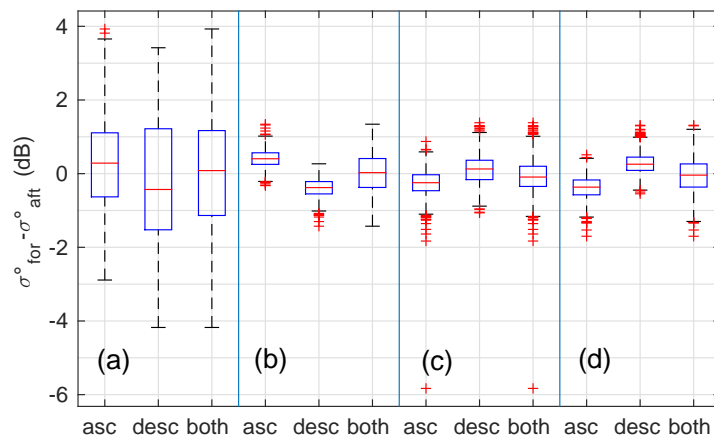 4
2
0
-2
-4
-6
σ° for -σ° aft (dB)
(a) (b) (c) (d)
asc desc both asc desc both asc desc both asc desc both